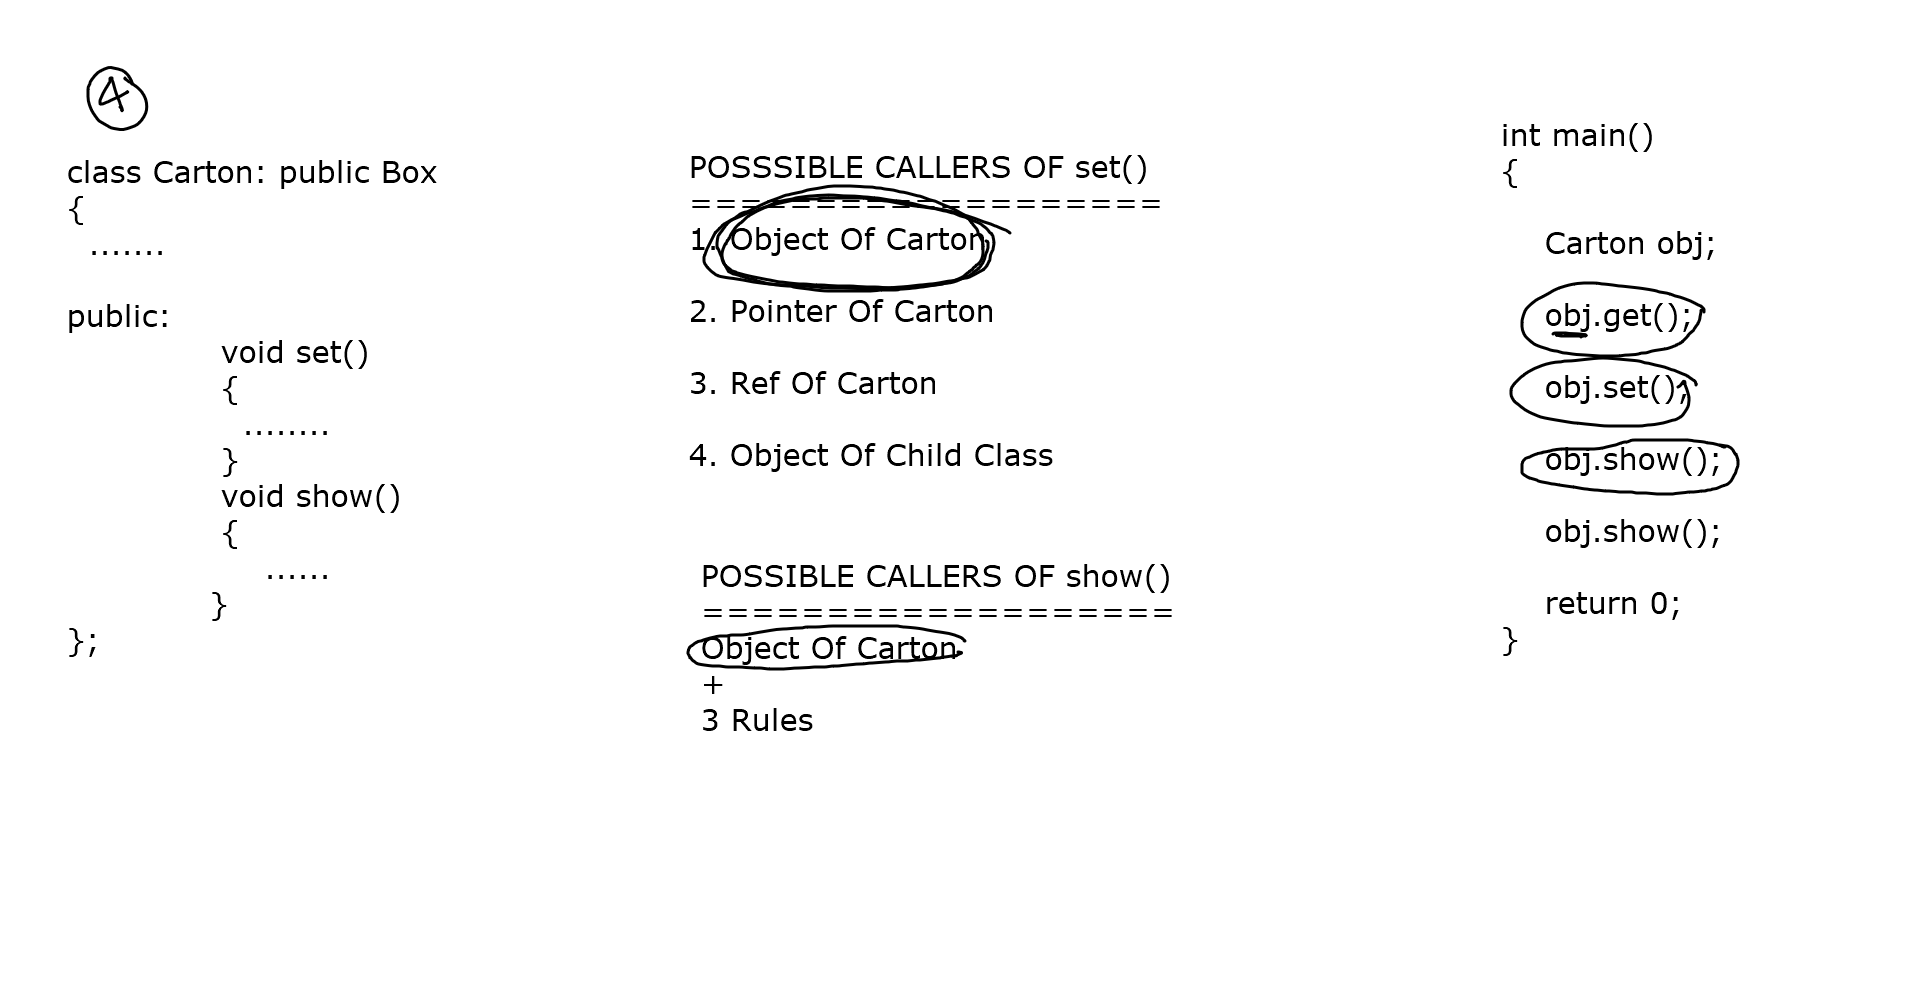 4
class Carton: public Box
{
.......
public:
void set()
{
........
}
void show()
{
......
}
};
POSSSIBLE CALLERS OF set()
===================
1. Object Of Carton
2. Pointer Of Carton
3. Ref Of Carton
4. Object Of Child Class
POSSIBLE CALLERS OF show()
===================
Object Of Carton
+
3 Rules
int main()
{
Carton obj;
obj.get();
obj.set();
obj.show();
obj.show();
return 0;
}